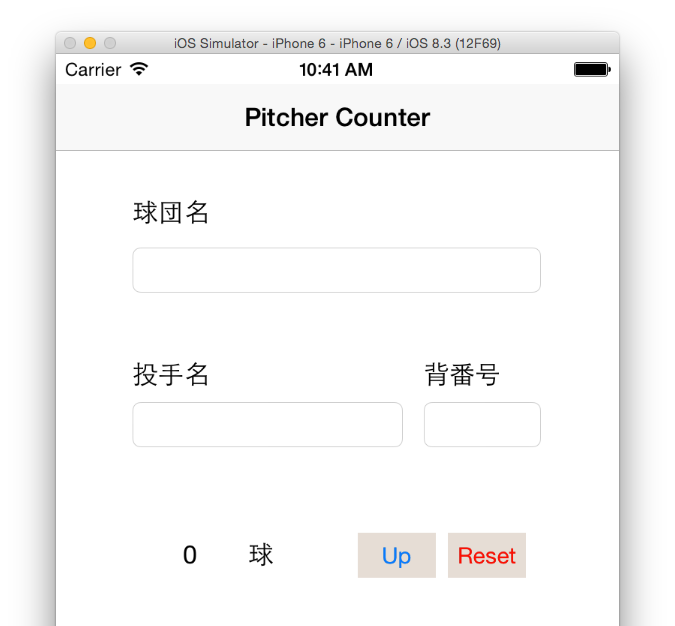 iOS Simulator - iPhone 6 - iPhone 6 / iOS 8.3 (12F69)
Carrier 10:41 AM
Pitcher Counter
球団名
投手名 背番号
0 球 Up Reset